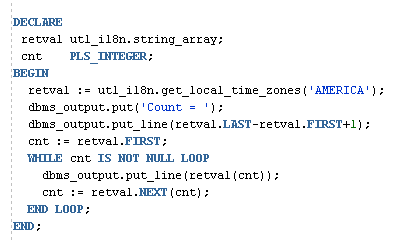 DECLARE
retval utl_i18n.string_array;
cnt PLS_INTEGER;
BEGIN
retval := utl_i18n.get_local_time_zones('AMERICA');
dbms_output.put('Count = ');
dbms_output.put_line(retval.LAST-retval.FIRST+1);
cnt := retval.FIRST;
WHILE cnt IS NOT NULL LOOP
dbms_output.put_line(retval(cnt));
cnt := retval.NEXT(cnt);
END LOOP;
END;